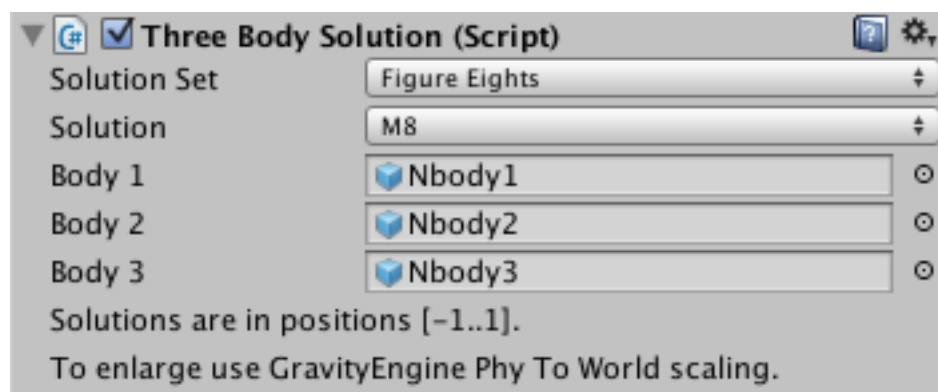 Three Body Solution (Script)
Solution Set Figure Eights
Solution M8
Body 1 Nbody1
Body 2 Nbody2
Body 3 Nbody3
Solutions are in positions [-1..1].
To enlarge use GravityEngine Phy To World scaling.